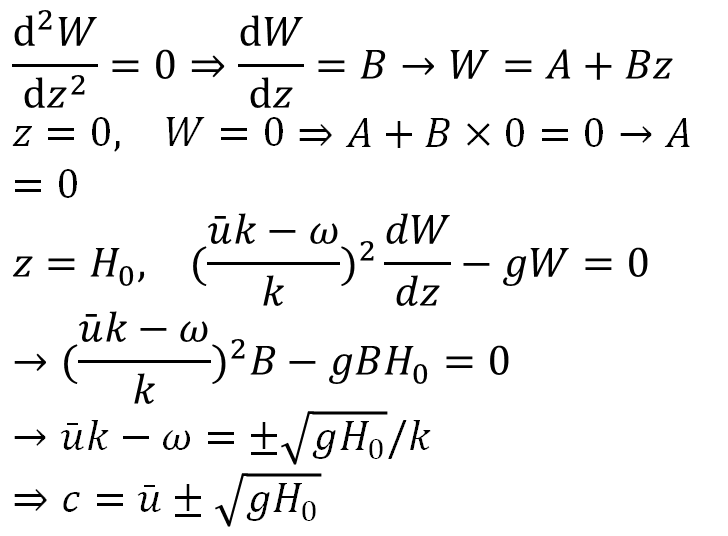 d²W/dz² = 0 ⇒ dW/dz = B → W = A + Bz
z = 0, W = 0 ⇒ A + B × 0 = 0 → A
= 0
z = H₀, (ūk − ω/k)² dW/dz − gW = 0
→ (ūk − ω/k)²B − gBH₀ = 0
→ ūk − ω = ±√gH₀/k
⇒ c = ū ± √gH₀